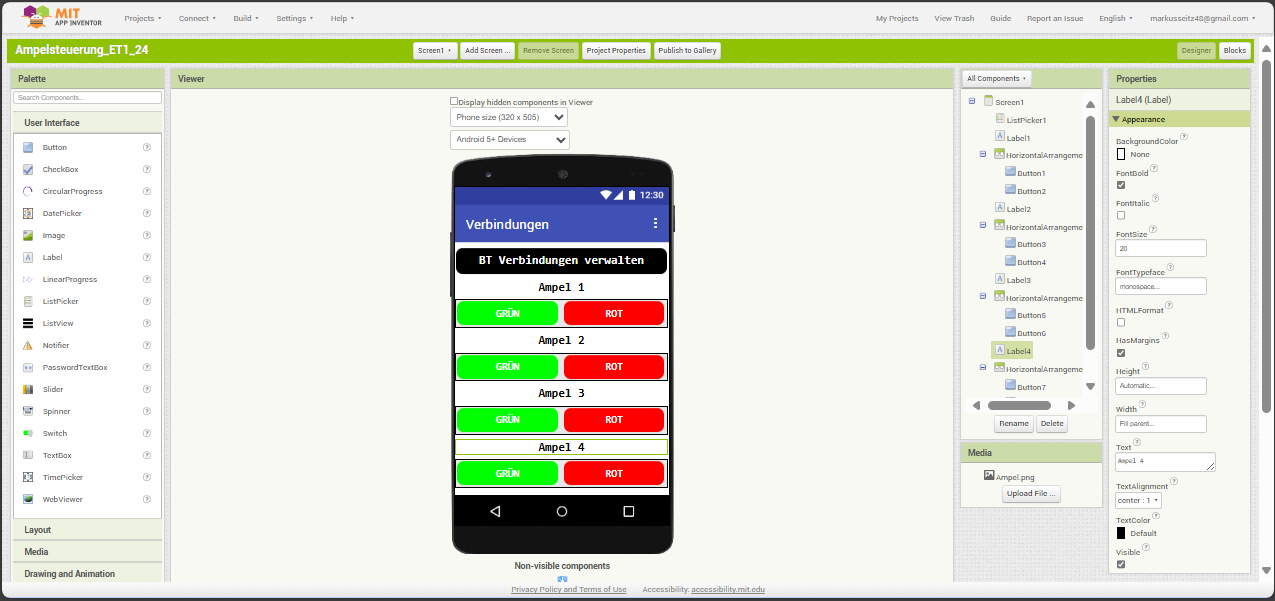 MIT
APP INVENTOR
Projects
Connect
Build
Settings
Help
My Projects
View Trash
Guide
Report an Issue
English
markusseitz48@gmail.com
Ampelsteuerung_ET1_24
Screen1
Add Screen ...
Remove Screen
Project Properties
Publish to Gallery
Designer
Blocks
Palette
Search Components...
User Interface
Button
CheckBox
CircularProgress
DatePicker
Image
Label
LinearProgress
ListPicker
ListView
Notifier
PasswordTextBox
Slider
Spinner
Switch
TextBox
TimePicker
WebViewer
Layout
Media
Drawing and Animation
Viewer
Display hidden components in Viewer
Phone size (320 x 505)
Android 5+ Devices
12:30
Verbindungen
BT Verbindungen verwalten
Ampel 1
GRÜN ROT
Ampel 2
GRÜN ROT
Ampel 3
GRÜN ROT
Ampel 4
GRÜN ROT
Non-visible components
All Components
Screen1
ListPicker1
Label1
HorizontalArrangeme
Button1
Button2
Label2
HorizontalArrangeme
Button3
Button4
Label3
HorizontalArrangeme
Button5
Button6
Label4
HorizontalArrangeme
Button7
Rename
Delete
Media
Ampel.png
Upload File ...
Properties
Label4 (Label)
Appearance
BackgroundColor
None
FontBold
FontItalic
FontSize
20
FontTypeface
monospace...
HTMLFormat
HasMargins
Height
Automatic...
Width
Fill parent...
Text
Ampel 4
TextAlignment
center : 1
TextColor
Default
Visible
Privacy Policy and Terms of Use
Accessibility: accessibility.mit.edu